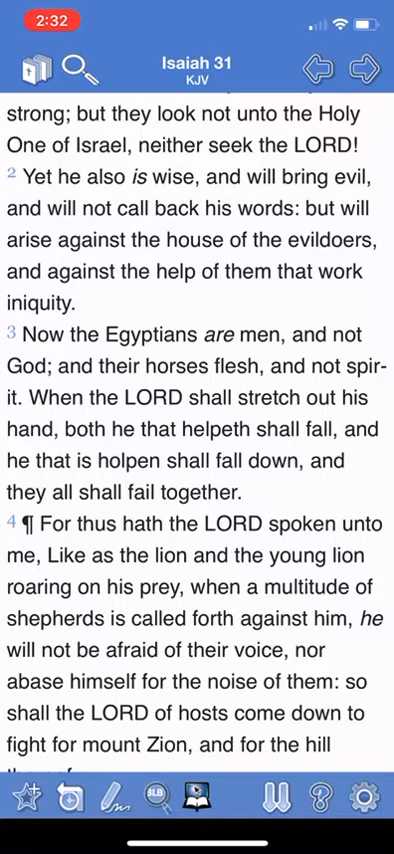 2:32
Isaiah 31
KJV
strong; but they look not unto the Holy
One of Israel, neither seek the LORD!
2 Yet he also is wise, and will bring evil,
and will not call back his words: but will
arise against the house of the evildoers,
and against the help of them that work
iniquity.
3 Now the Egyptians are men, and not
God; and their horses flesh, and not spir-
it. When the LORD shall stretch out his
hand, both he that helpeth shall fall, and
he that is holpen shall fall down, and
they all shall fail together.
4 ¶ For thus hath the LORD spoken unto
me, Like as the lion and the young lion
roaring on his prey, when a multitude of
shepherds is called forth against him, he
will not be afraid of their voice, nor
abase himself for the noise of them: so
shall the LORD of hosts come down to
fight for mount Zion, and for the hill
BLB